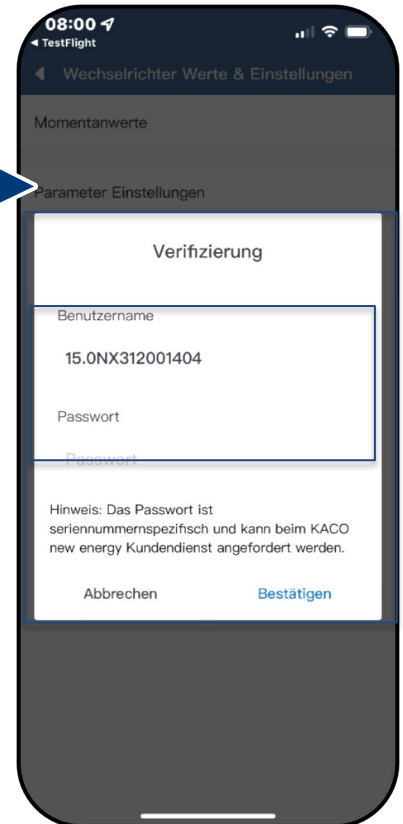 08:00
TestFlight
Wechselrichter Werte & Einstellungen
Momentanwerte
Parameter Einstellungen
Verifizierung
Benutzername
15.0NX312001404
Passwort
Passwort
Hinweis: Das Passwort ist
seriennummernspezifisch und kann beim KACO
new energy Kundendienst angefordert werden.
Abbrechen Bestätigen